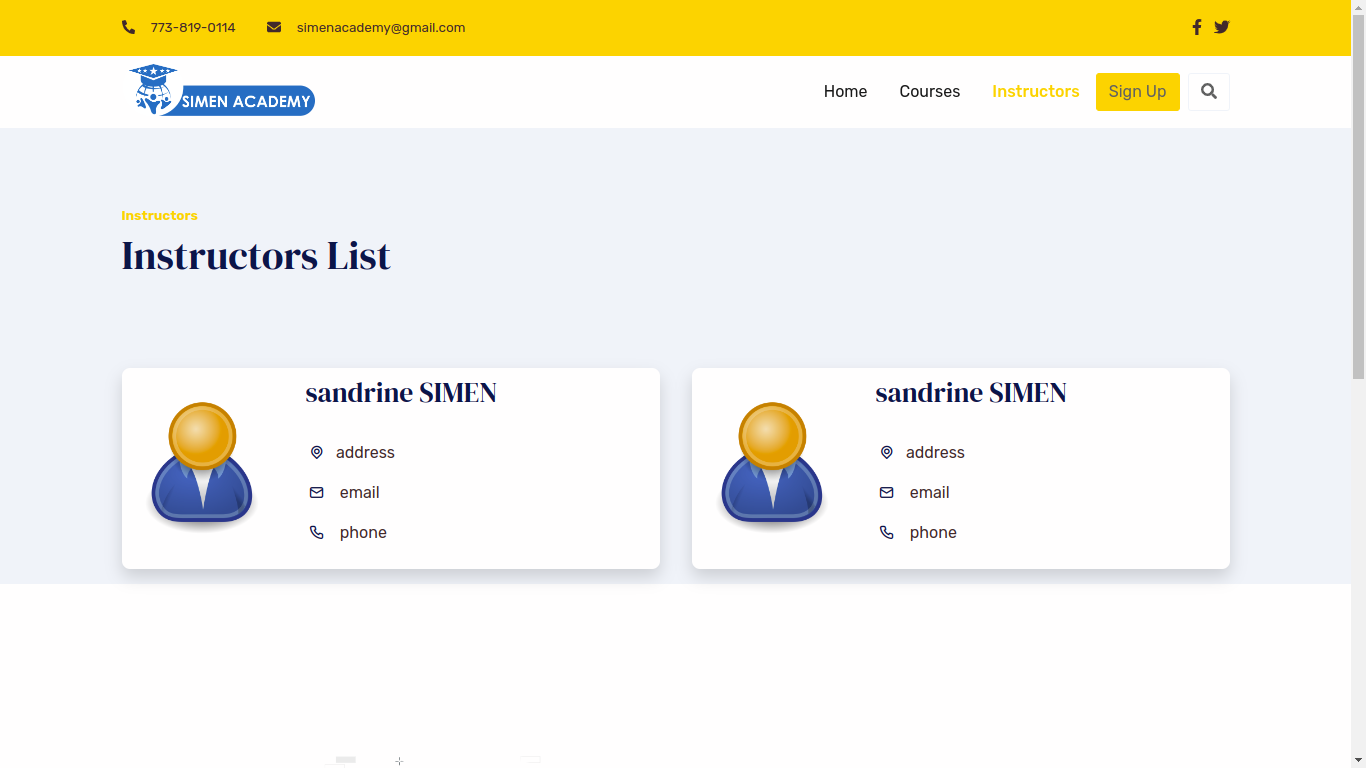 773-819-0114 simenacademy@gmail.com
SIMEN ACADEMY
Home Courses Instructors Sign Up
Instructors
Instructors List
sandrine SIMEN
address
email
phone
sandrine SIMEN
address
email
phone